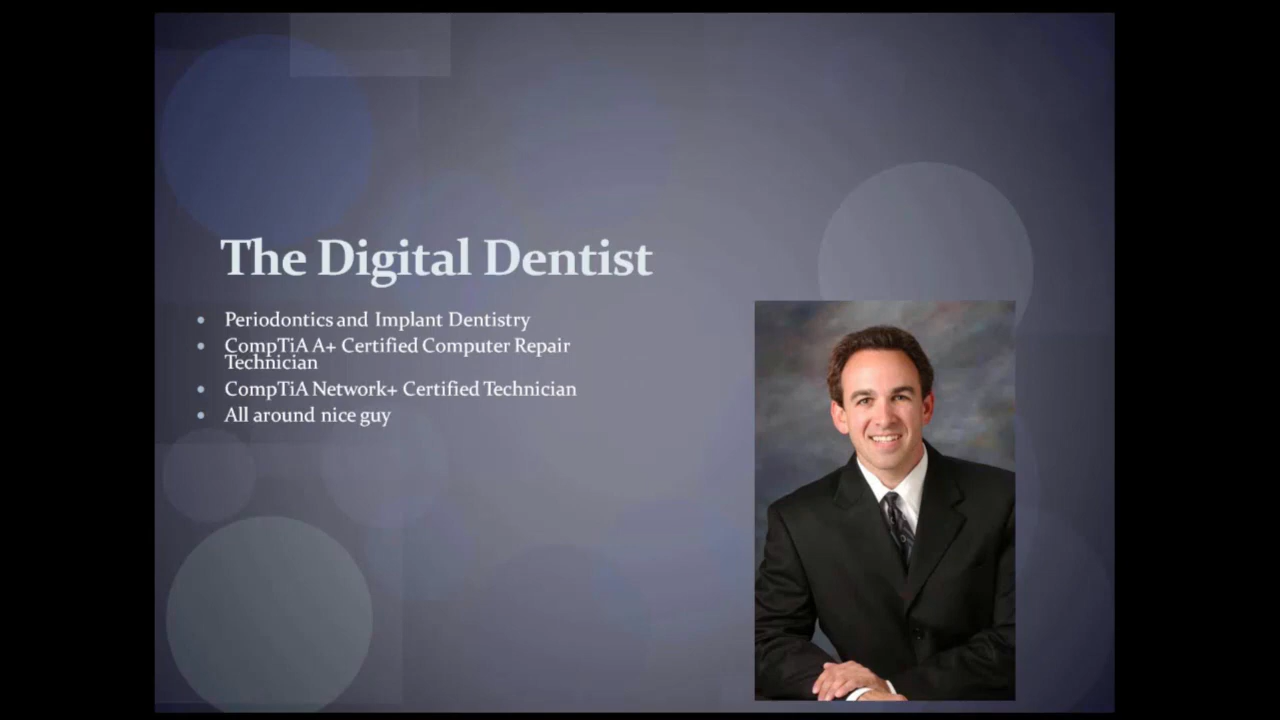 The Digital Dentist
• Periodontics and Implant Dentistry
• CompTiA A+ Certified Computer Repair
Technician
• CompTiA Network+ Certified Technician
• All around nice guy